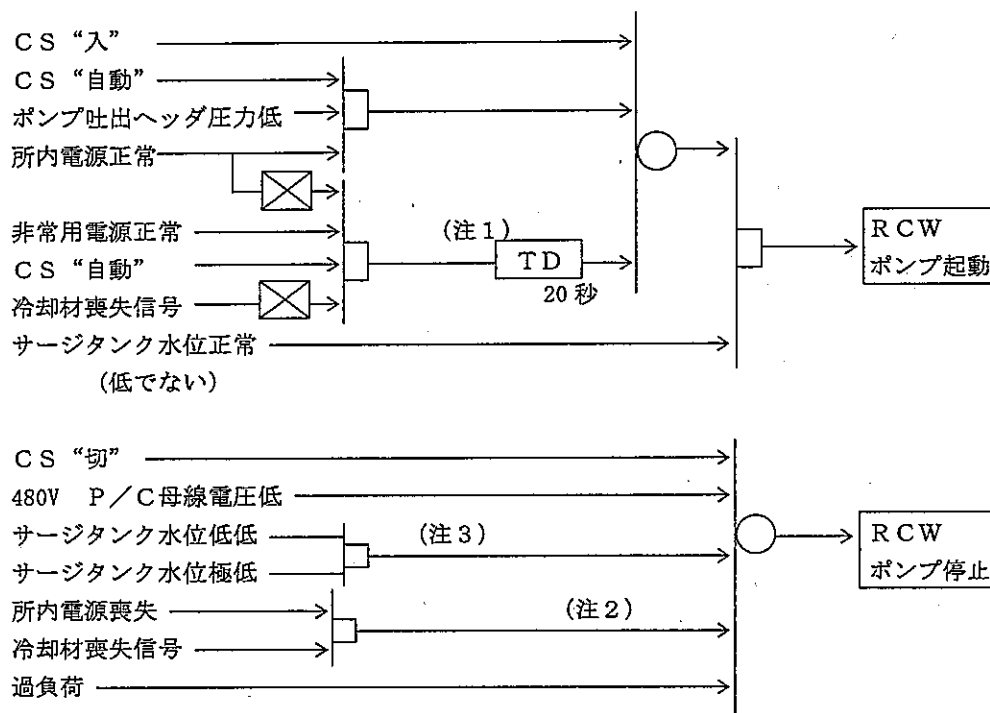 CS “入”
CS “自動”
ポンプ吐出ヘッダ圧力低
所内電源正常
非常用電源正常
CS “自動”
冷却材喪失信号
サージタンク水位正常
(低でない)
(注1)
TD
20秒
RCW
ポンプ起動
CS “切”
480V P/C母線電圧低
サージタンク水位低低
サージタンク水位極低
所内電源喪失
冷却材喪失信号
過負荷
(注3)
(注2)
RCW
ポンプ停止